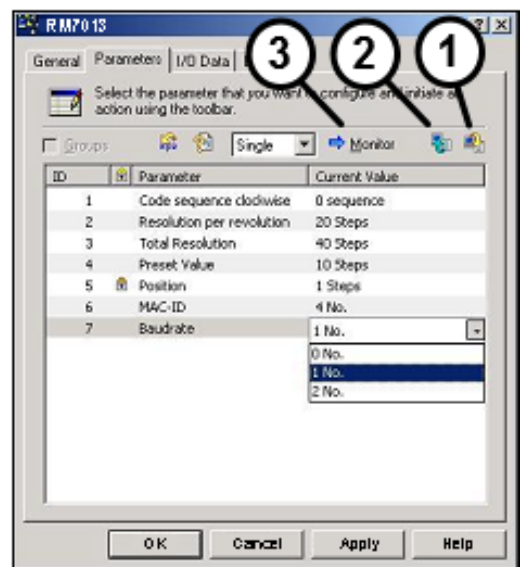 RM7013
3
2
1
General
Parameters
I/O Data
Select the parameter that you want to configure and initiate an
action using the toolbar.
Groups
Single
Monitor
ID
Parameter
Current Value
1
Code sequence clockwise
0 sequence
2
Resolution per revolution
20 Steps
3
Total Resolution
40 Steps
4
Preset Value
10 Steps
5
Position
1 Steps
6
MAC-ID
4 No.
7
Baudrate
1 No.
0 No.
1 No.
2 No.
OK
Cancel
Apply
Help